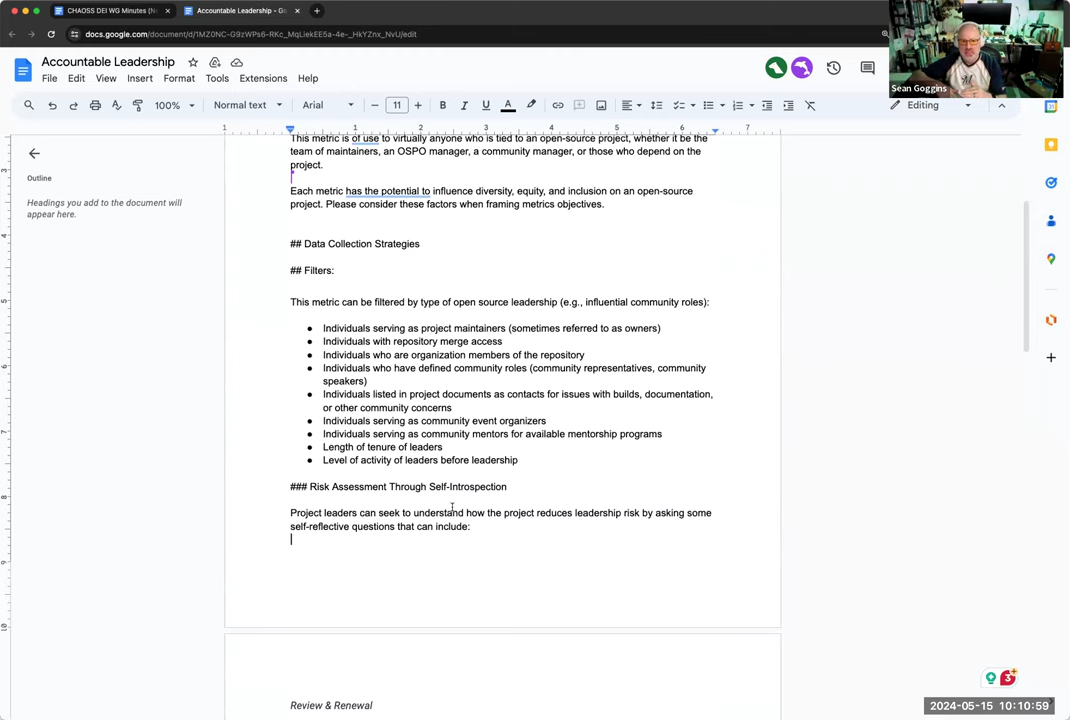 CHAOSS DEI WG Minutes (N
Accountable Leadership - Go
docs.google.com/document/d/1MZ0NC-G9zWPs6-RKc_MqLiekEE5a-4e-_HkYZnx_NvU/edit
Accountable Leadership
File Edit View Insert Format Tools Extensions Help
Sean Goggins
100% Normal text Arial 11 Editing
1 1 2 3 4 5 6 7
Outline
Headings you add to the document will
appear here.
This metric is of use to virtually anyone who is tied to an open-source project, whether it be the
team of maintainers, an OSPO manager, a community manager, or those who depend on the
project.
Each metric has the potential to influence diversity, equity, and inclusion on an open-source
project. Please consider these factors when framing metrics objectives.
## Data Collection Strategies
## Filters:
This metric can be filtered by type of open source leadership (e.g., influential community roles):
● Individuals serving as project maintainers (sometimes referred to as owners)
● Individuals with repository merge access
● Individuals who are organization members of the repository
● Individuals who have defined community roles (community representatives, community
speakers)
● Individuals listed in project documents as contacts for issues with builds, documentation,
or other community concerns
● Individuals serving as community event organizers
● Individuals serving as community mentors for available mentorship programs
● Length of tenure of leaders
● Level of activity of leaders before leadership
### Risk Assessment Through Self-Introspection
Project leaders can seek to understand how the project reduces leadership risk by asking some
self-reflective questions that can include:
Review & Renewal
3
2024-05-15 10:10:59